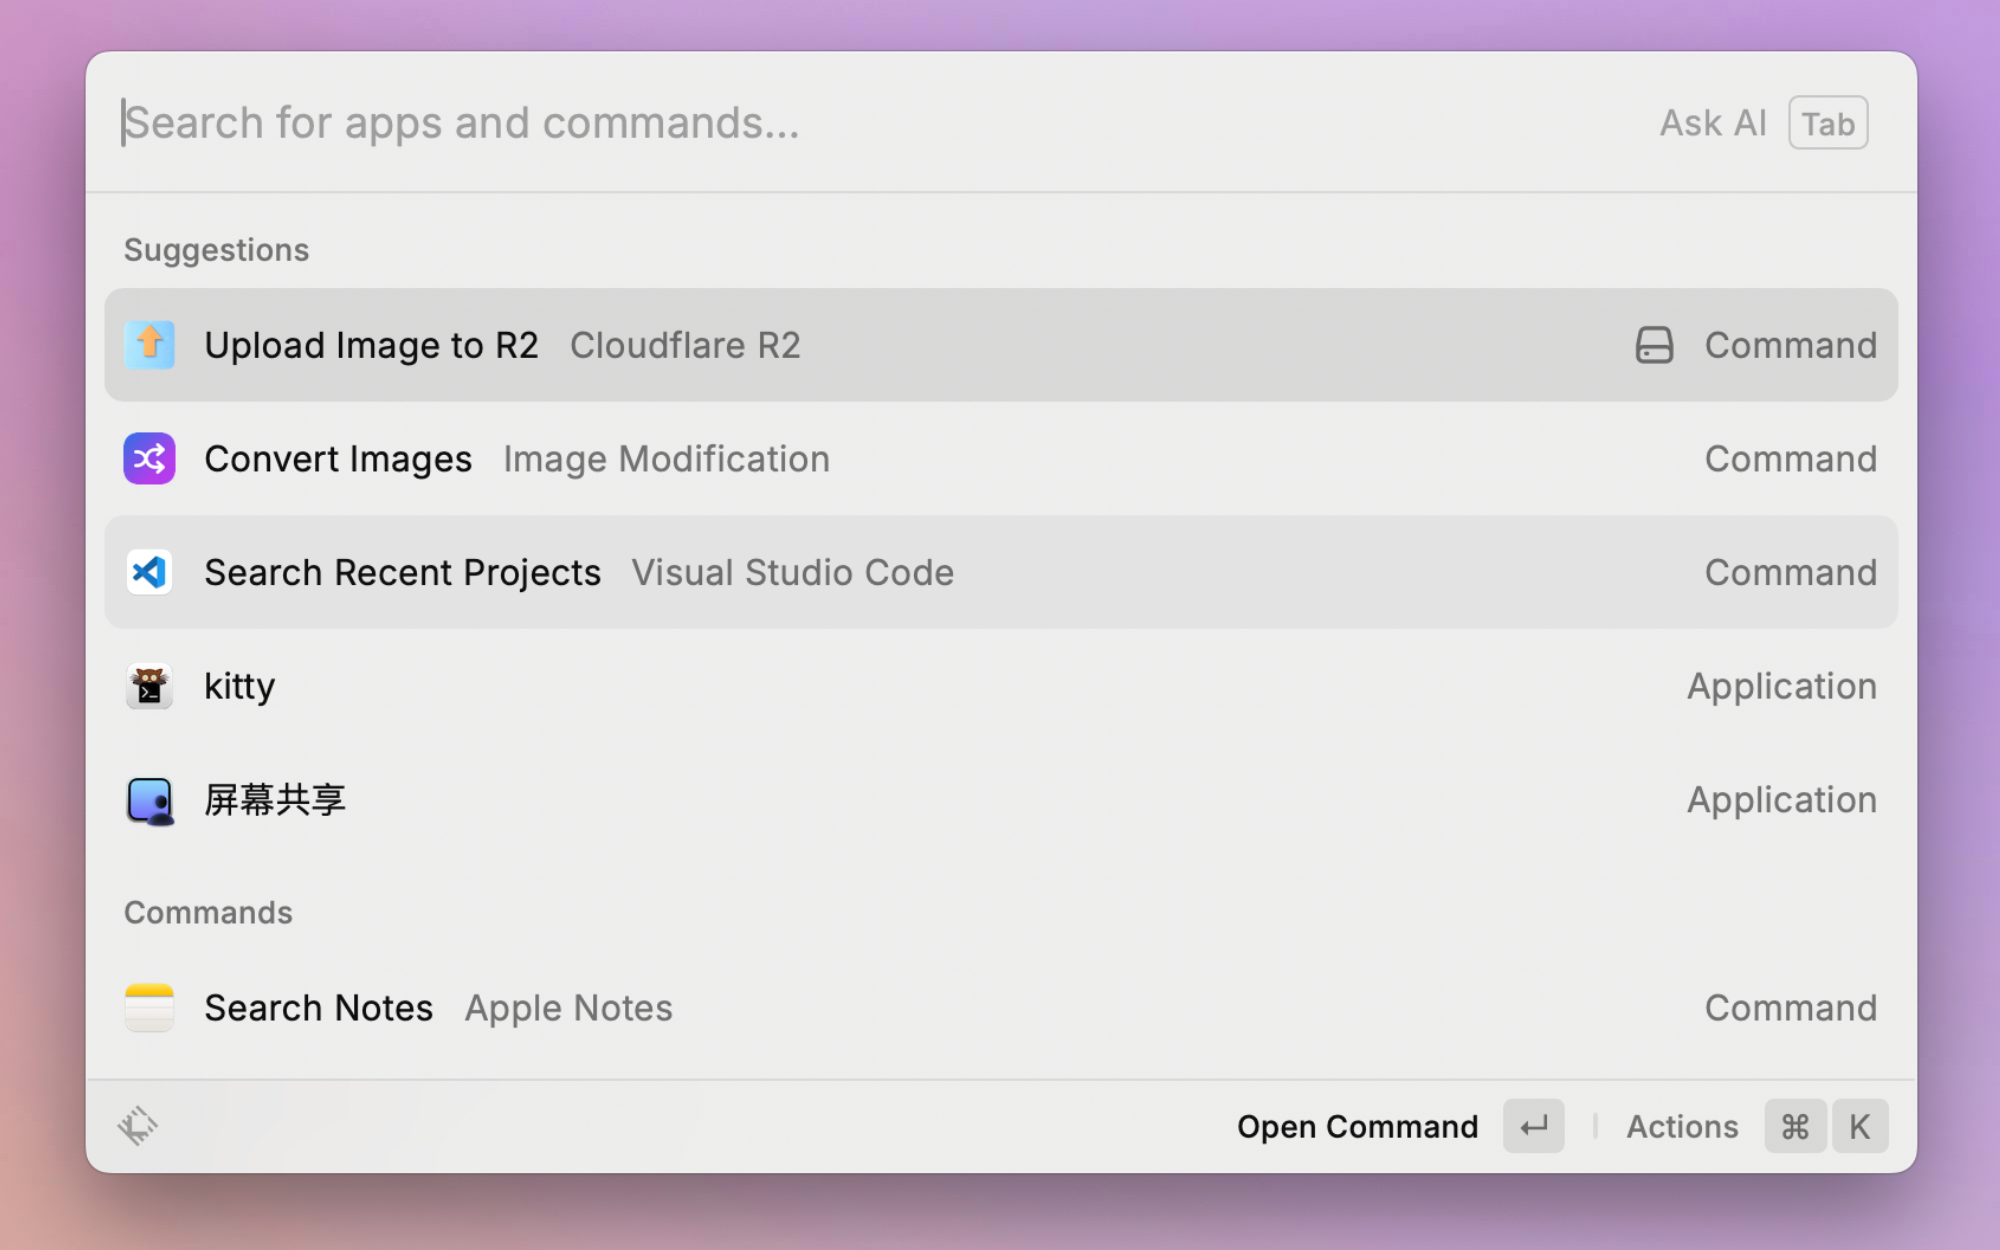 Search for apps and commands... Ask AI Tab
Suggestions
Upload Image to R2 Cloudflare R2 Command
Convert Images Image Modification Command
Search Recent Projects Visual Studio Code Command
kitty Application
屏幕共享 Application
Commands
Search Notes Apple Notes Command
Open Command ↵ Actions ⌘ K